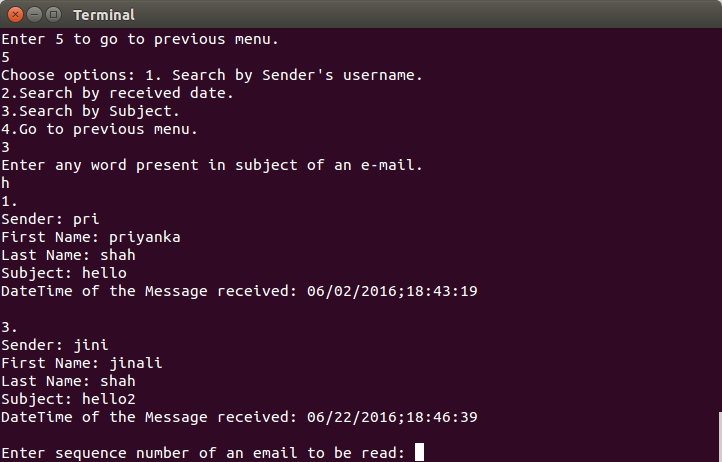 Terminal
Enter 5 to go to previous menu.
5
Choose options: 1. Search by Sender's username.
2.Search by received date.
3.Search by Subject.
4.Go to previous menu.
3
Enter any word present in subject of an e-mail.
h
1.
Sender: pri
First Name: priyanka
Last Name: shah
Subject: hello
DateTime of the Message received: 06/02/2016;18:43:19
3.
Sender: jini
First Name: jinali
Last Name: shah
Subject: hello2
DateTime of the Message received: 06/22/2016;18:46:39
Enter sequence number of an email to be read: